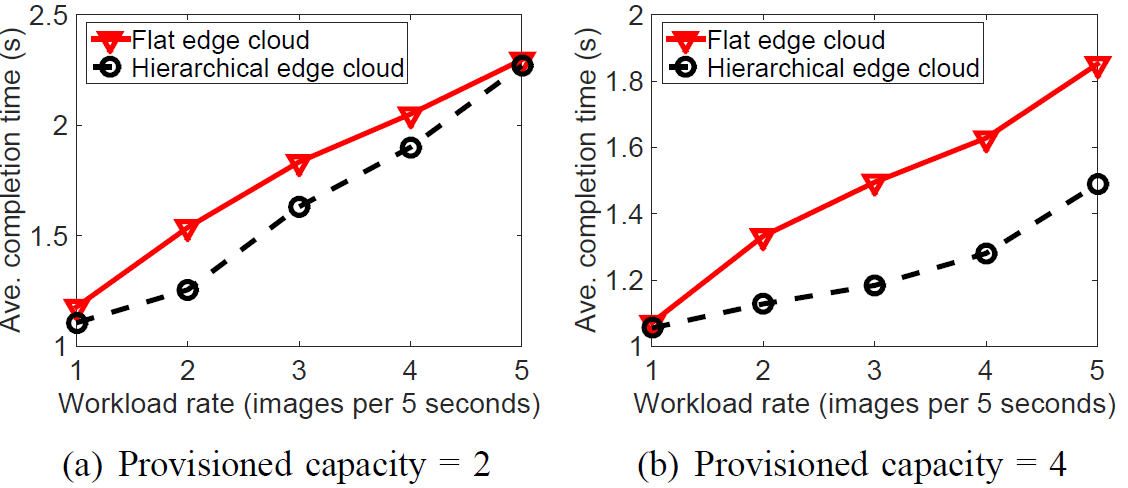 Ave. completion time (s)
2.5
2
1.5
1
Flat edge cloud
Hierarchical edge cloud
1 2 3 4 5
Workload rate (images per 5 seconds)
(a) Provisioned capacity = 2
Ave. completion time (s)
2
1.8
1.6
1.4
1.2
1
Flat edge cloud
Hierarchical edge cloud
1 2 3 4 5
Workload rate (images per 5 seconds)
(b) Provisioned capacity = 4